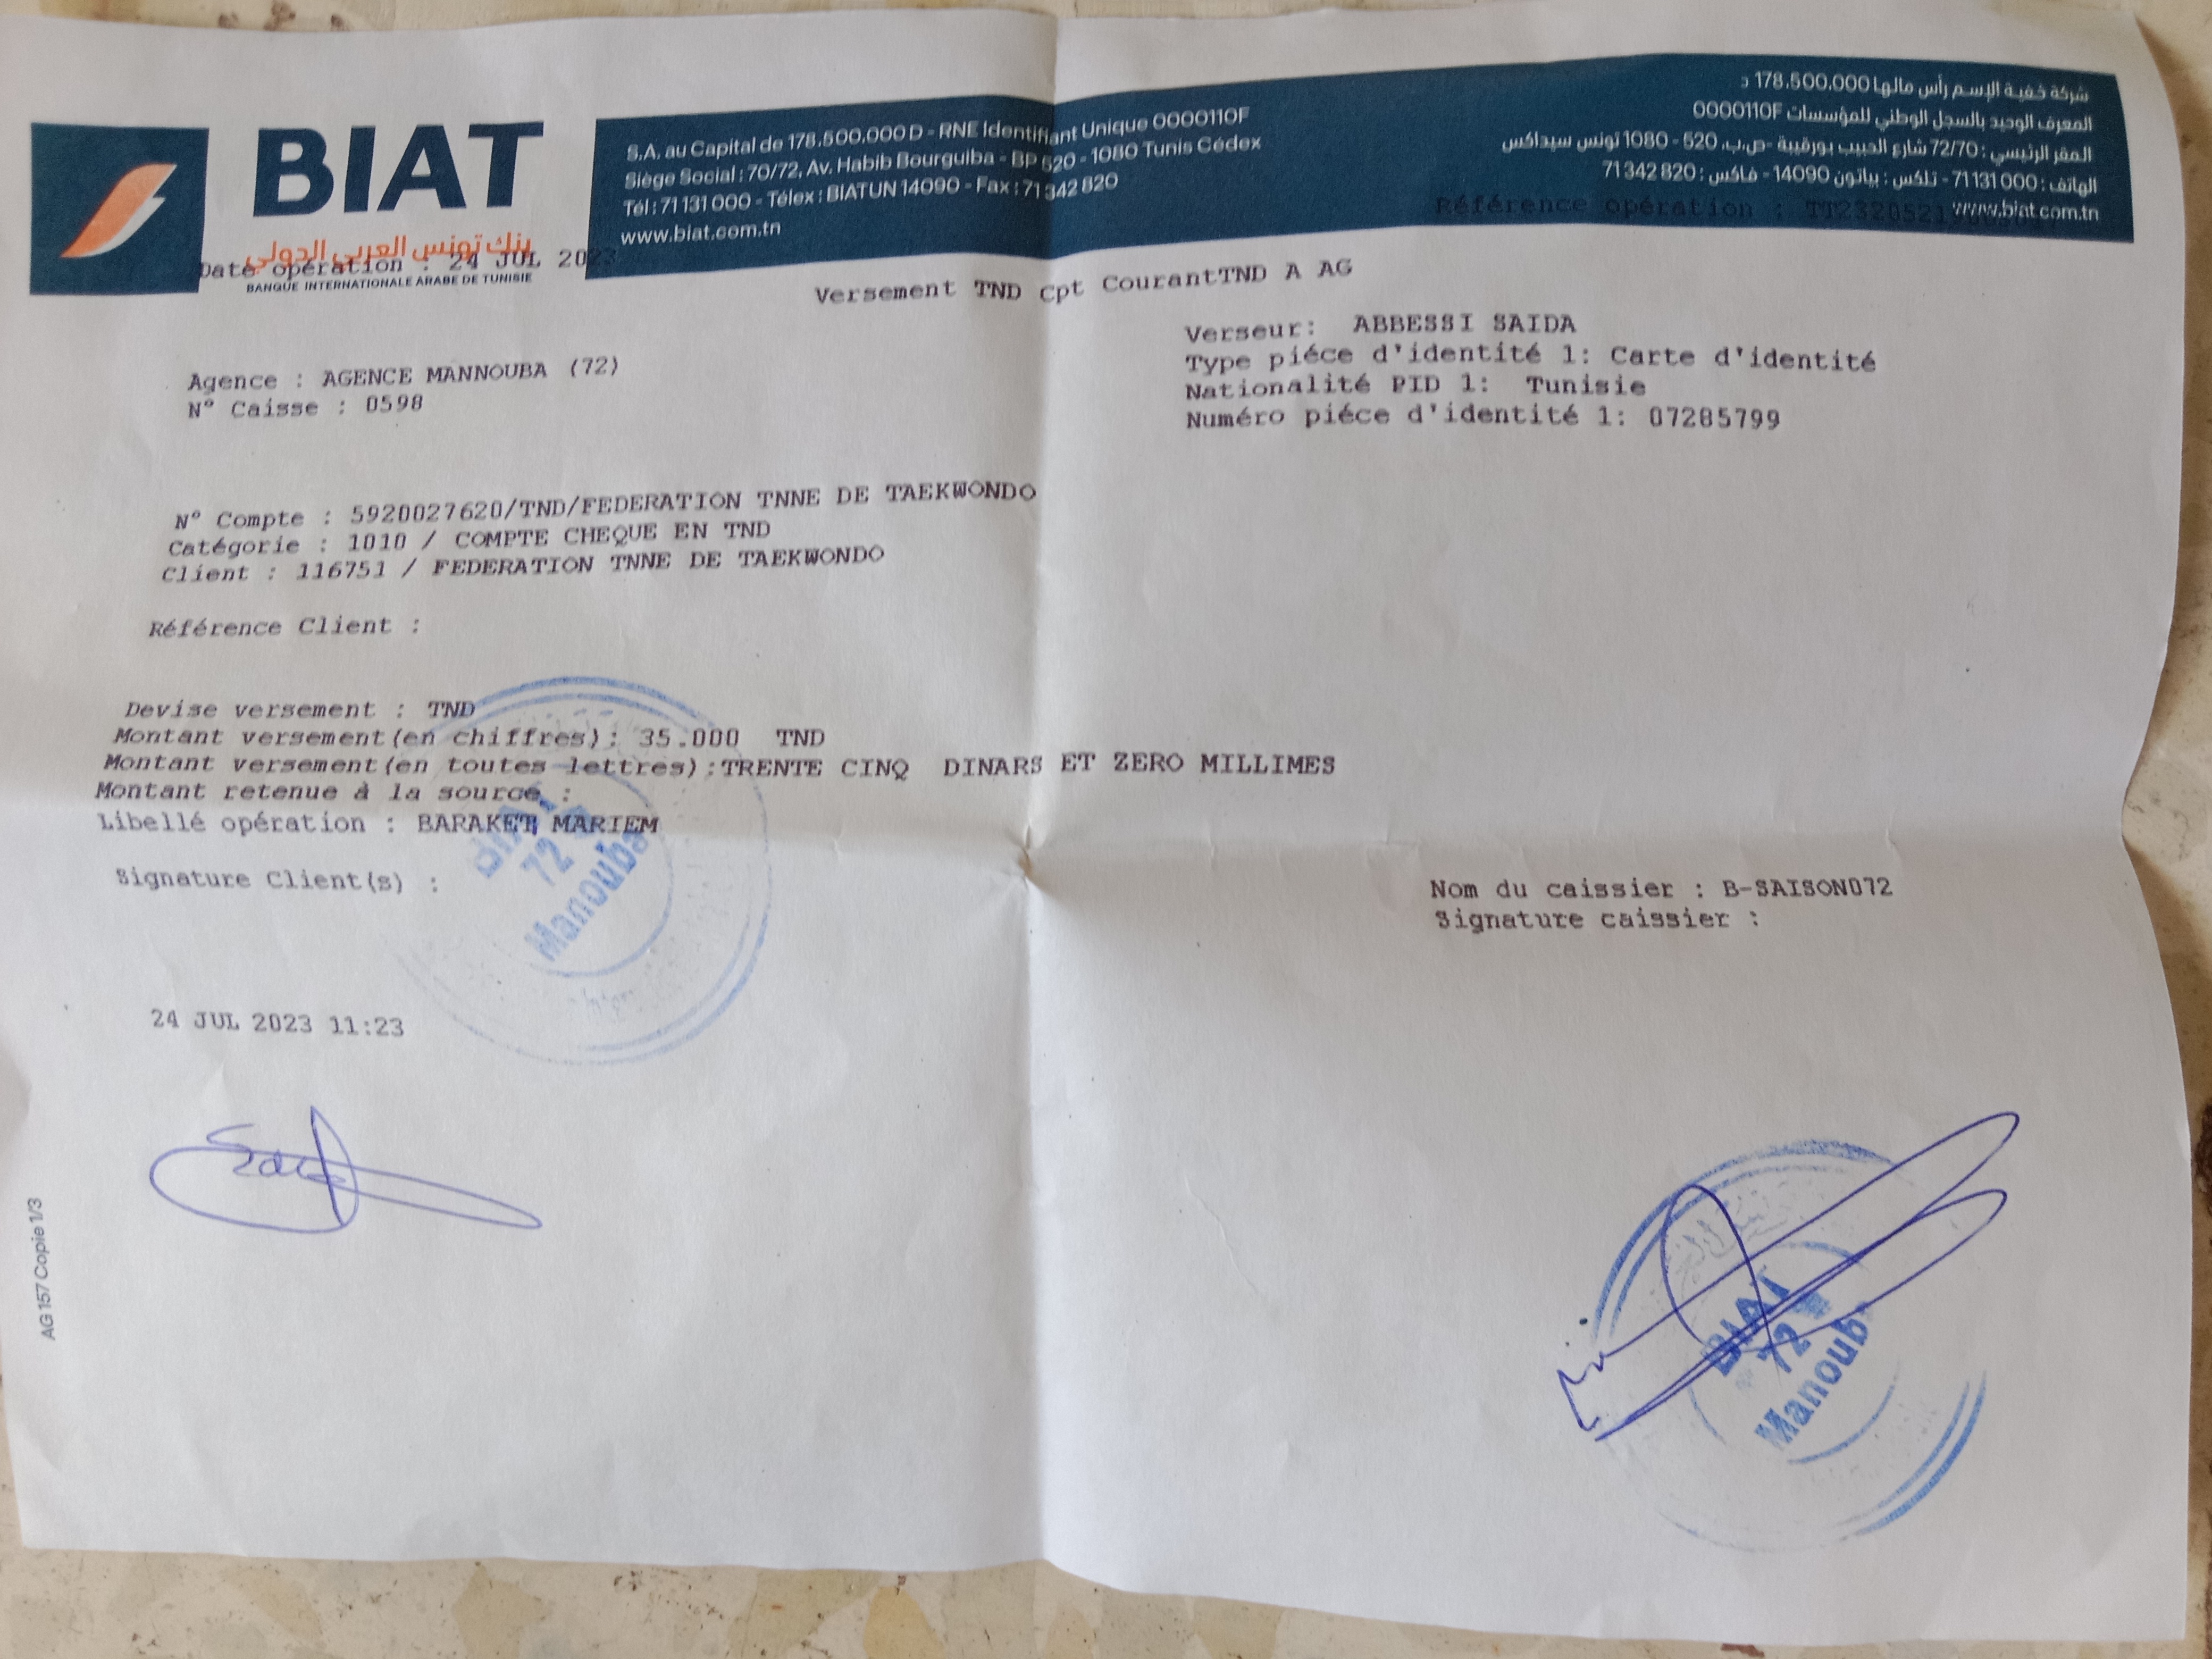 BIAT
بنك تونس العربي الدولي
BANQUE INTERNATIONALE ARABE DE TUNISIE
S.A. au Capital de 178.500.000 D - RNE Identifiant Unique 0000110F
Siège Social : 70/72, Av. Habib Bourguiba - BP 520 - 1080 Tunis Cédex
Tél : 71 131 000 - Télex : BIATUN 14090 - Fax : 71 342 820
www.biat.com.tn
شركة خفية الإسم رأس مالها 178.500.000 د
المعرف الوحيد بالسجل الوطني للمؤسسات 0000110F
المقر الرئيسي : 72/70 شارع الحبيب بورقيبة -ص.ب. 520 - 1080 تونس سيداكس
الهاتف : 71 131 000 - تلكس : بياتون 14090 - فاكس : 71 342 820
www.biat.com.tn
Référence opération :
Date opération : 24 JUL 2023
Versement TND Cpt CourantTND A AG
Verseur: ABBESSI SAIDA
Type piéce d'identité 1: Carte d'identité
Nationalité PID 1: Tunisie
Numéro piéce d'identité 1: 07285799
Agence : AGENCE MANNOUBA (72)
N° Caisse : 0598
N° Compte : 5920027620/TND/FEDERATION TNNE DE TAEKWONDO
Catégorie : 1010 / COMPTE CHEQUE EN TND
Client : 116751 / FEDERATION TNNE DE TAEKWONDO
Référence Client :
Devise versement : TND
Montant versement(en chiffres): 35.000 TND
Montant versement(en toutes lettres):TRENTE CINQ DINARS ET ZERO MILLIMES
Montant retenue à la source :
Libellé opération : BARAKET MARIEM
Signature Client(s) :
BIAT
72
Manouba
Nom du caissier : B-SAISON072
Signature caissier :
24 JUL 2023 11:23
BIAT
72
Manouba
AG 157 Copie 1/3